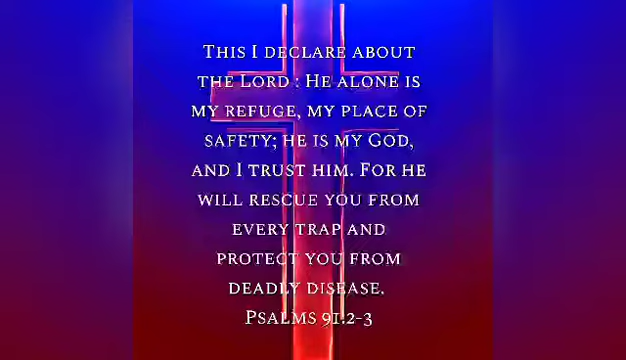 This I declare about
the Lord : He alone is
my refuge, my place of
safety; he is my God,
and I trust him. For he
will rescue you from
every trap and
protect you from
deadly disease.
Psalms 91:2-3